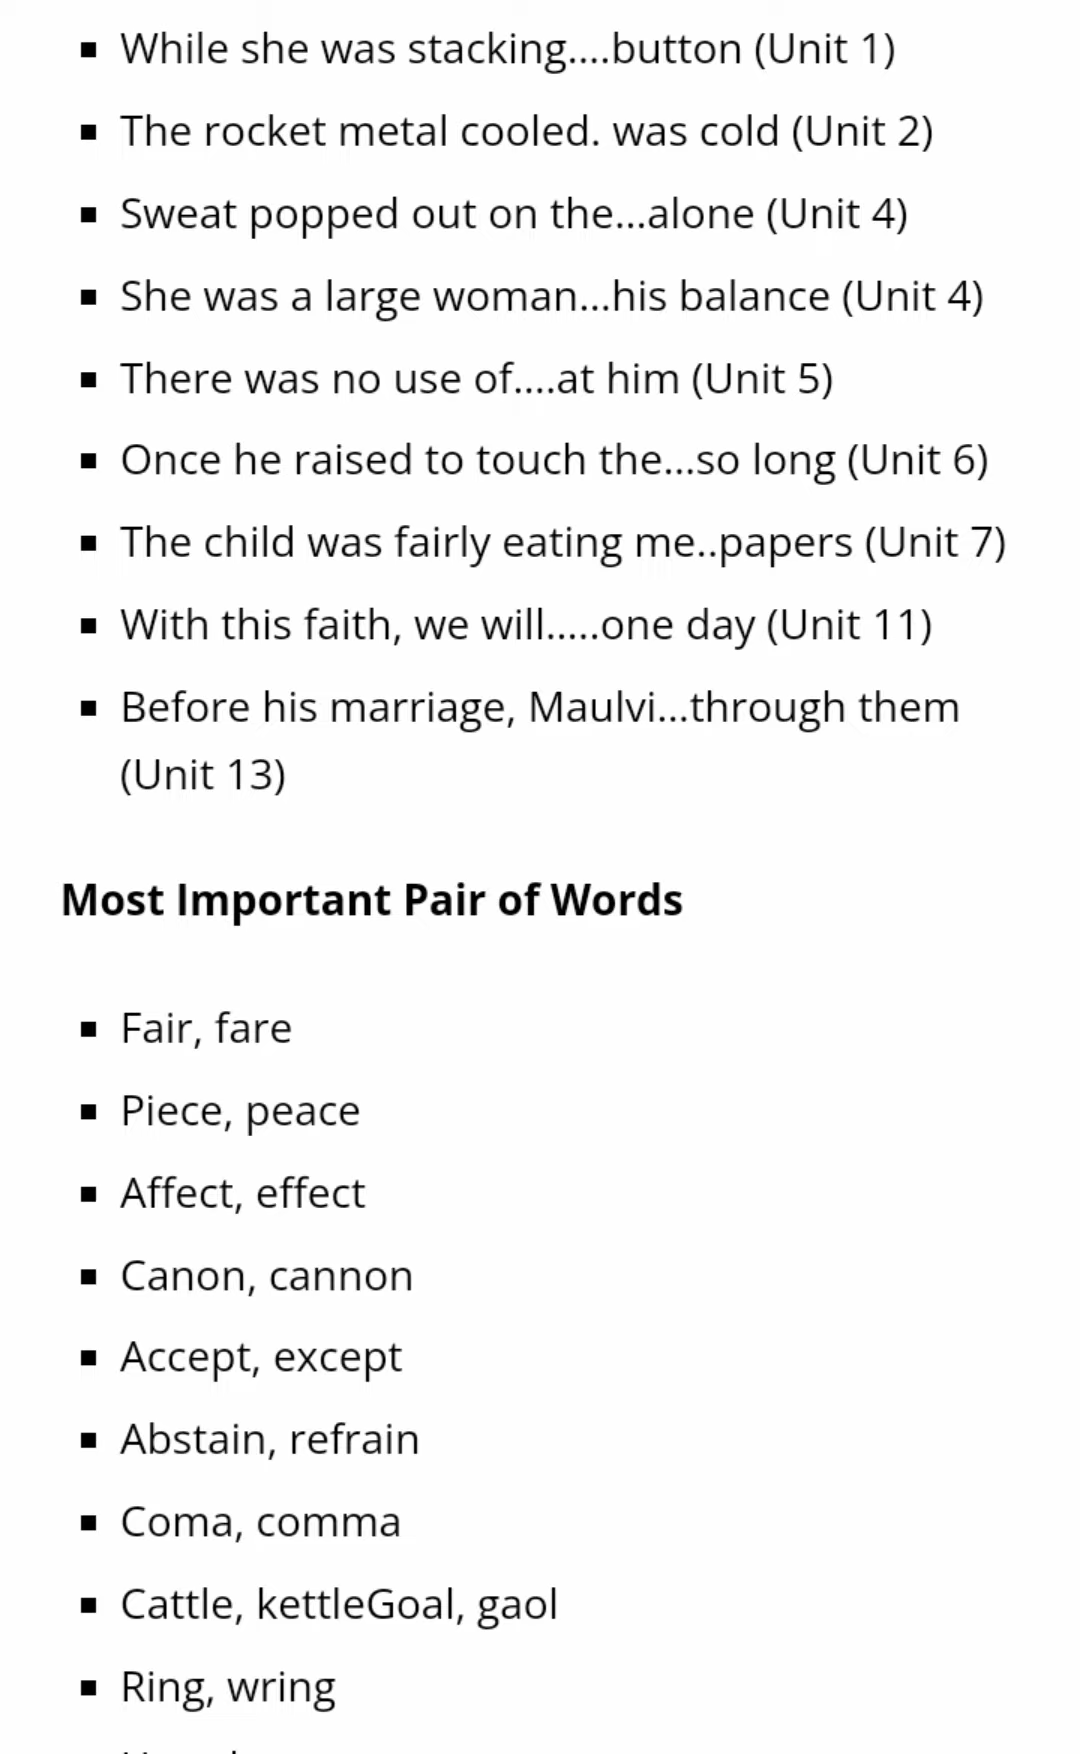 While she was stacking....button (Unit 1)
The rocket metal cooled. was cold (Unit 2)
Sweat popped out on the...alone (Unit 4)
She was a large woman...his balance (Unit 4)
There was no use of....at him (Unit 5)
Once he raised to touch the...so long (Unit 6)
The child was fairly eating me..papers (Unit 7)
With this faith, we will.....one day (Unit 11)
Before his marriage, Maulvi...through them
(Unit 13)
Most Important Pair of Words
Fair, fare
Piece, peace
Affect, effect
Canon, cannon
Accept, except
Abstain, refrain
Coma, comma
Cattle, kettleGoal, gaol
Ring, wring